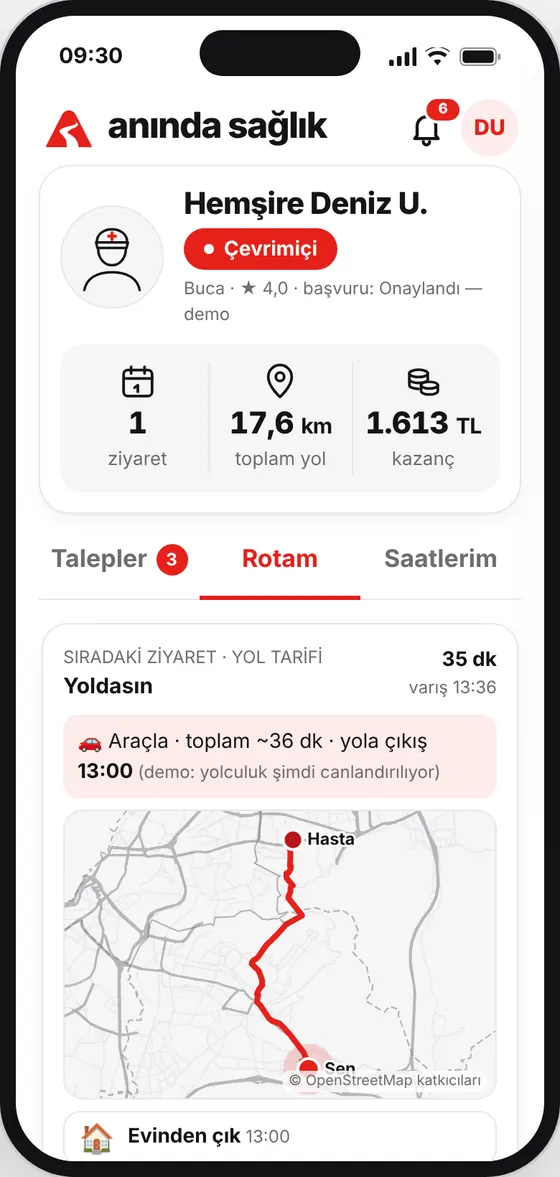 09:30
anında sağlık
6
DU
Hemşire Deniz U.
Çevrimiçi
Buca · ★ 4,0 · başvuru: Onaylandı —
demo
1
1
ziyaret
17,6 km
toplam yol
1.613 TL
kazanç
Talepler 3
Rotam
Saatlerim
SIRADAKİ ZİYARET · YOL TARİFİ
35 dk
Yoldasın
varış 13:36
🚗 Araçla · toplam ~36 dk · yola çıkış
13:00 (demo: yolculuk şimdi canlandırılıyor)
Hasta
Sen
© OpenStreetMap katkıcıları
🏠 Evinden çık 13:00